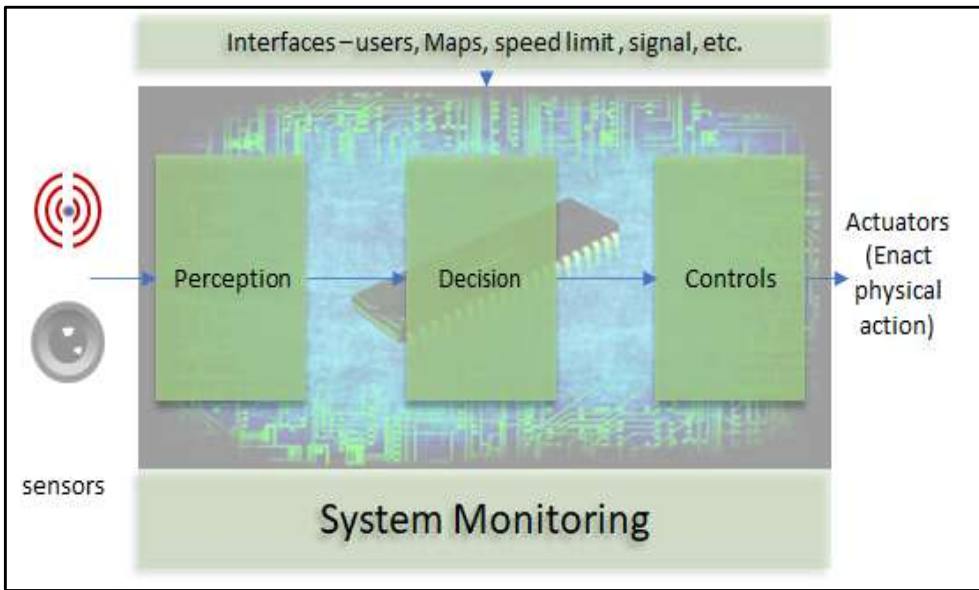 Interfaces – users, Maps, speed limit , signal, etc.
Perception
Decision
Controls
Actuators
(Enact
physical
action)
sensors
System Monitoring